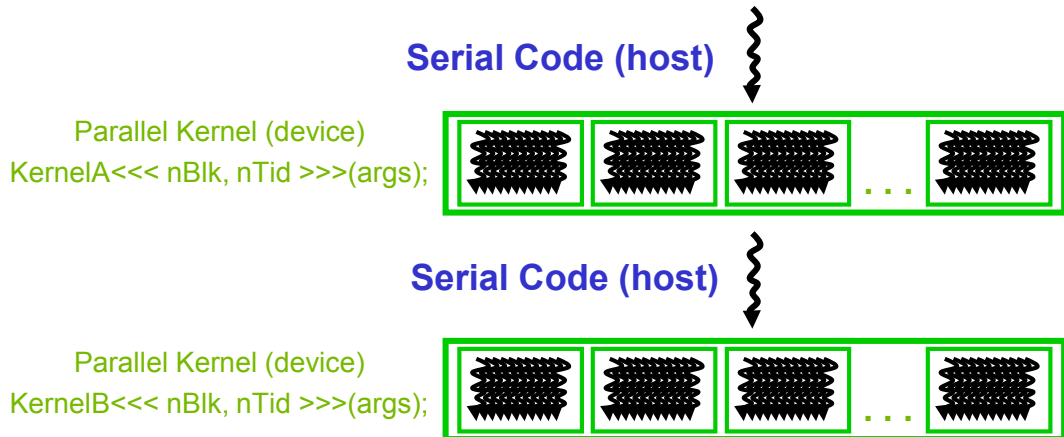 Serial Code (host)
Parallel Kernel (device)
KernelA<<< nBlk, nTid >>>(args);
. . .
Serial Code (host)
Parallel Kernel (device)
KernelB<<< nBlk, nTid >>>(args);
. . .